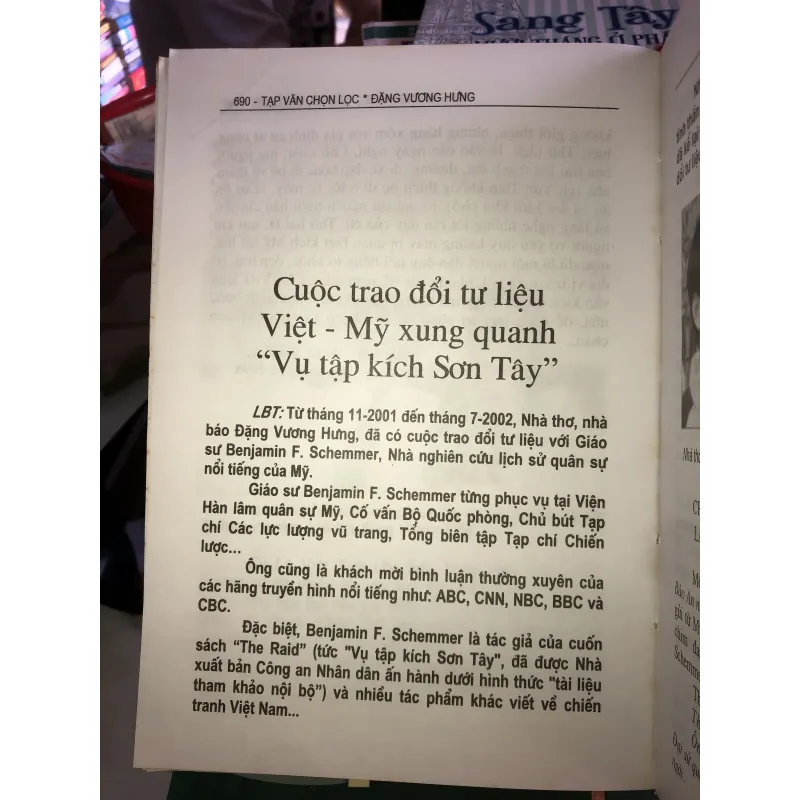 Sang Tây
690 - TẠP VĂN CHỌN LỌC * ĐẶNG VƯƠNG HƯNG
Cuộc trao đổi tư liệu
Việt - Mỹ xung quanh
“Vụ tập kích Sơn Tây”
LBT: Từ tháng 11-2001 đến tháng 7-2002, Nhà thơ, nhà
báo Đặng Vương Hưng, đã có cuộc trao đổi tư liệu với Giáo
sư Benjamin F. Schemmer, Nhà nghiên cứu lịch sử quân sự
nổi tiếng của Mỹ.
Giáo sư Benjamin F. Schemmer từng phục vụ tại Viện
Hàn lâm quân sự Mỹ, Cố vấn Bộ Quốc phòng, Chủ bút Tạp
chí Các lực lượng vũ trang, Tổng biên tập Tạp chí Chiến
lược...
Ông cũng là khách mời bình luận thường xuyên của
các hãng truyền hình nổi tiếng như: ABC, CNN, NBC, BBC và
CBC.
Đặc biệt, Benjamin F. Schemmer là tác giả của cuốn
sách “The Raid” (tức "Vụ tập kích Sơn Tây", đã được Nhà
xuất bản Công an Nhân dân ấn hành dưới hình thức "tài liệu
tham khảo nội bộ”) và nhiều tác phẩm khác viết về chiến
tranh Việt Nam...